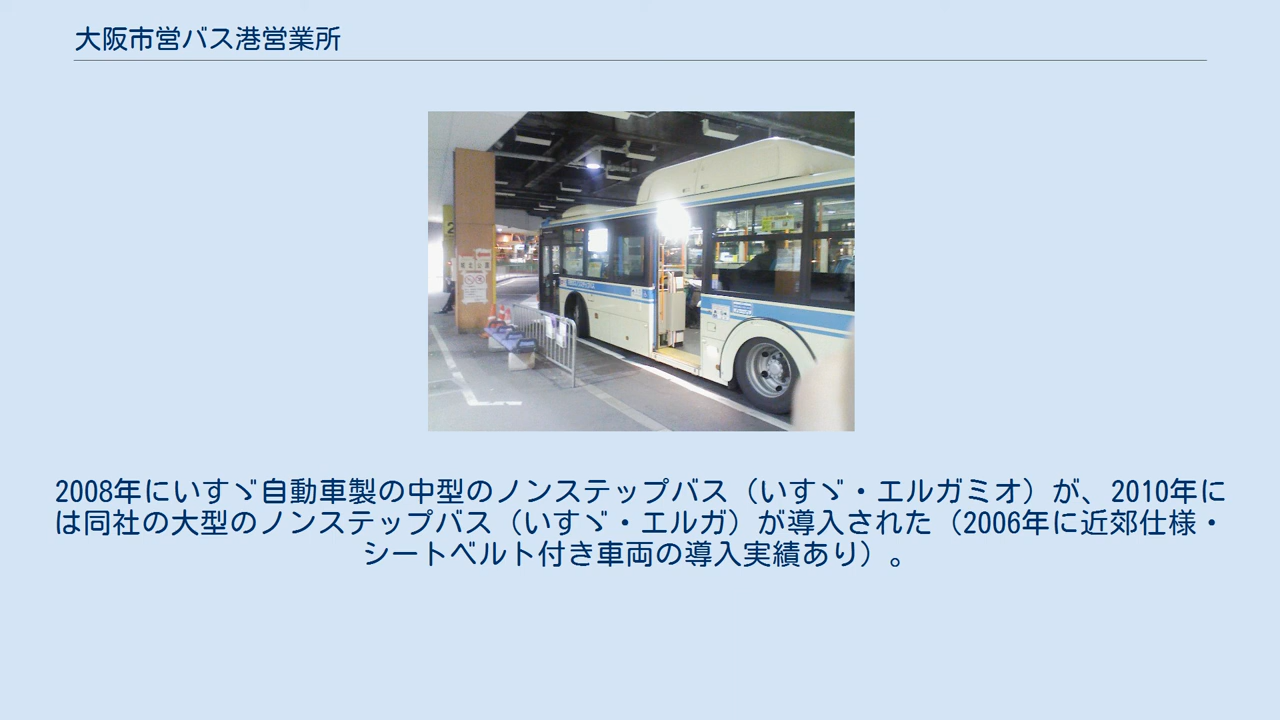 大阪市営バス港営業所
2
2008年にいすゞ自動車製の中型のノンステップバス（いすゞ・エルガミオ）が、2010年に
は同社の大型のノンステップバス（いすゞ・エルガ）が導入された（2006年に近郊仕様・
シートベルト付き車両の導入実績あり）。